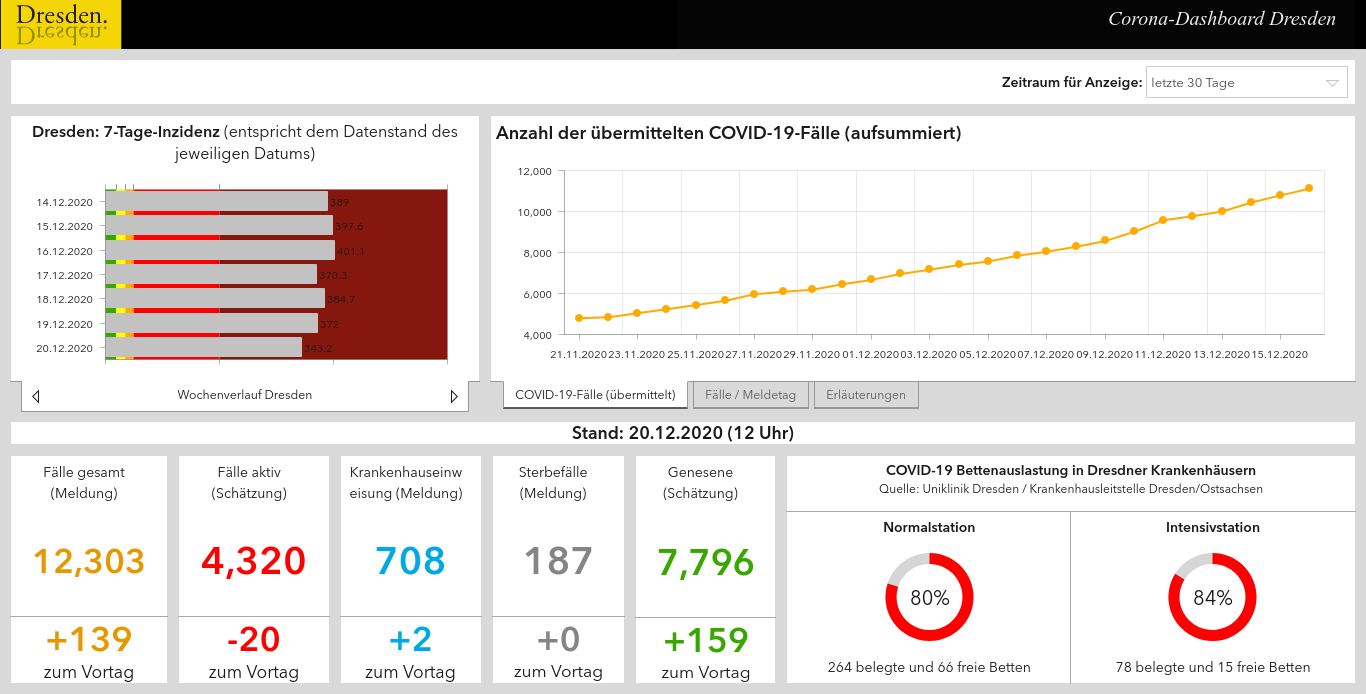 Dresden.
Corona-Dashboard Dresden
Zeitraum für Anzeige: letzte 30 Tage
Dresden: 7-Tage-Inzidenz (entspricht dem Datenstand des
jeweiligen Datums)
14.12.2020 389
15.12.2020 397.6
16.12.2020 401.1
17.12.2020 370.3
18.12.2020 384.7
19.12.2020 372
20.12.2020 343.2
Wochenverlauf Dresden
Anzahl der übermittelten COVID-19-Fälle (aufsummiert)
12,000
10,000
8,000
6,000
4,000
21.11.2020 23.11.2020 25.11.2020 27.11.2020 29.11.2020 01.12.2020 03.12.2020 05.12.2020 07.12.2020 09.12.2020 11.12.2020 13.12.2020 15.12.2020
COVID-19-Fälle (übermittelt) Fälle / Meldetag Erläuterungen
Stand: 20.12.2020 (12 Uhr)
Fälle gesamt
(Meldung)
12,303
+139
zum Vortag
Fälle aktiv
(Schätzung)
4,320
-20
zum Vortag
Krankenhauseinw
eisung (Meldung)
708
+2
zum Vortag
Sterbefälle
(Meldung)
187
+0
zum Vortag
Genesene
(Schätzung)
7,796
+159
zum Vortag
COVID-19 Bettenauslastung in Dresdner Krankenhäusern
Quelle: Uniklinik Dresden / Krankenhausleitstelle Dresden/Ostsachsen
Normalstation
80%
264 belegte und 66 freie Betten
Intensivstation
84%
78 belegte und 15 freie Betten